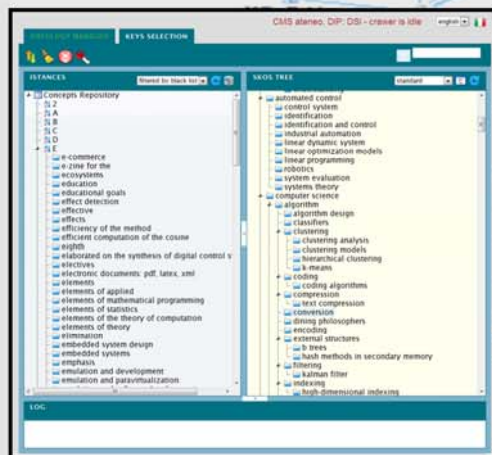 CMS ateneo, DIP: DSI - crawer is idle
english
ONTOLOGY MANAGER
KEYS SELECTION
ISTANCES
filtered by black list
Concepts Repository
2
A
B
C
D
E
e-commerce
e-zine for the
ecosystems
education
educational goals
effect detection
effective
effects
efficiency of the method
efficient computation of the cosine
eighth
elaborated on the synthesis of digital control s
electives
electronic documents: pdf, latex, xml
elements
elements of applied
elements of mathematical programming
elements of statistics
elements of the theory of computation
elements of theory
elimination
embedded system design
embedded systems
emphasis
emulation and development
emulation and paravirtualization
SKOS TREE
standard
automated control
control system
identification
identification and control
industrial automation
linear dynamic system
linear optimization models
linear programming
robotics
system evaluation
systems theory
computer science
algorithm
algorithm design
classifiers
clustering
clustering analysis
clustering models
hierarchical clustering
k-means
coding
coding algorithms
compression
text compression
conversion
dining philosophers
encoding
external structures
b trees
hash methods in secondary memory
filtering
kalman filter
indexing
high-dimensional indexing
LOG